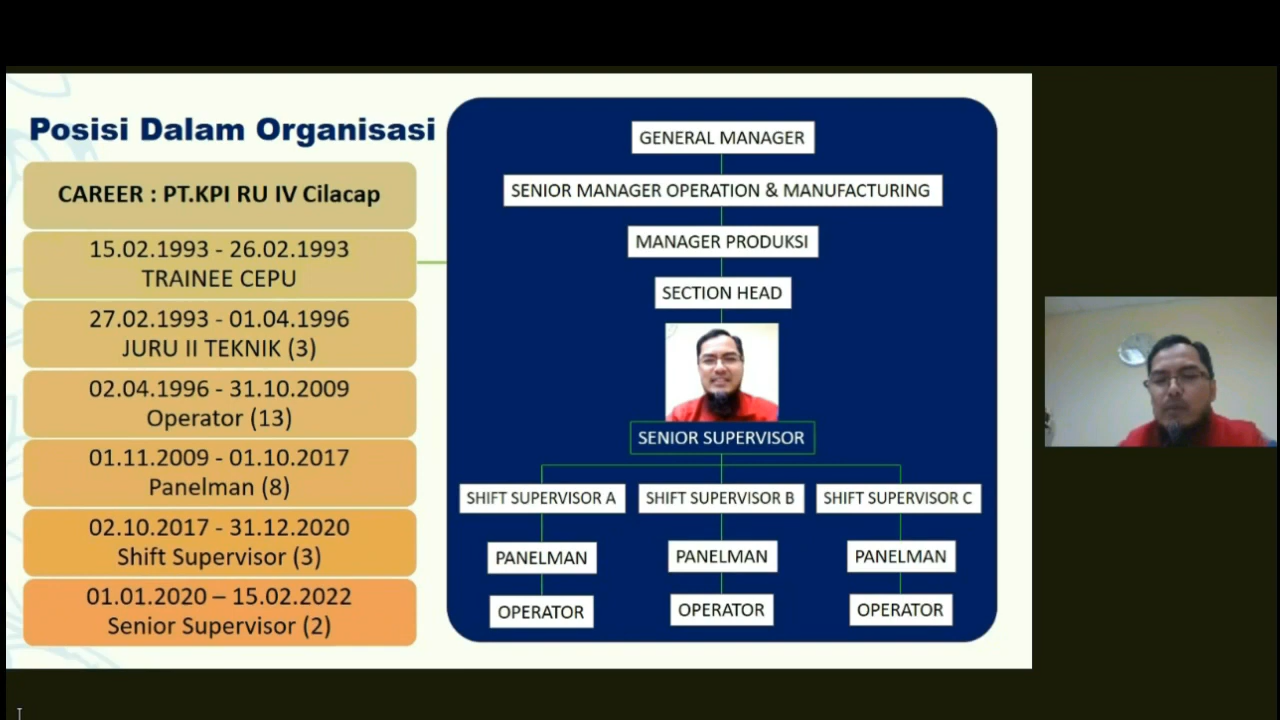 Posisi Dalam Organisasi
CAREER : PT.KPI RU IV Cilacap
15.02.1993 - 26.02.1993
TRAINEE CEPU
27.02.1993 - 01.04.1996
JURU II TEKNIK (3)
02.04.1996 - 31.10.2009
Operator (13)
01.11.2009 - 01.10.2017
Panelman (8)
02.10.2017 - 31.12.2020
Shift Supervisor (3)
01.01.2020 – 15.02.2022
Senior Supervisor (2)
GENERAL MANAGER
SENIOR MANAGER OPERATION & MANUFACTURING
MANAGER PRODUKSI
SECTION HEAD
SENIOR SUPERVISOR
SHIFT SUPERVISOR A
SHIFT SUPERVISOR B
SHIFT SUPERVISOR C
PANELMAN
PANELMAN
PANELMAN
OPERATOR
OPERATOR
OPERATOR